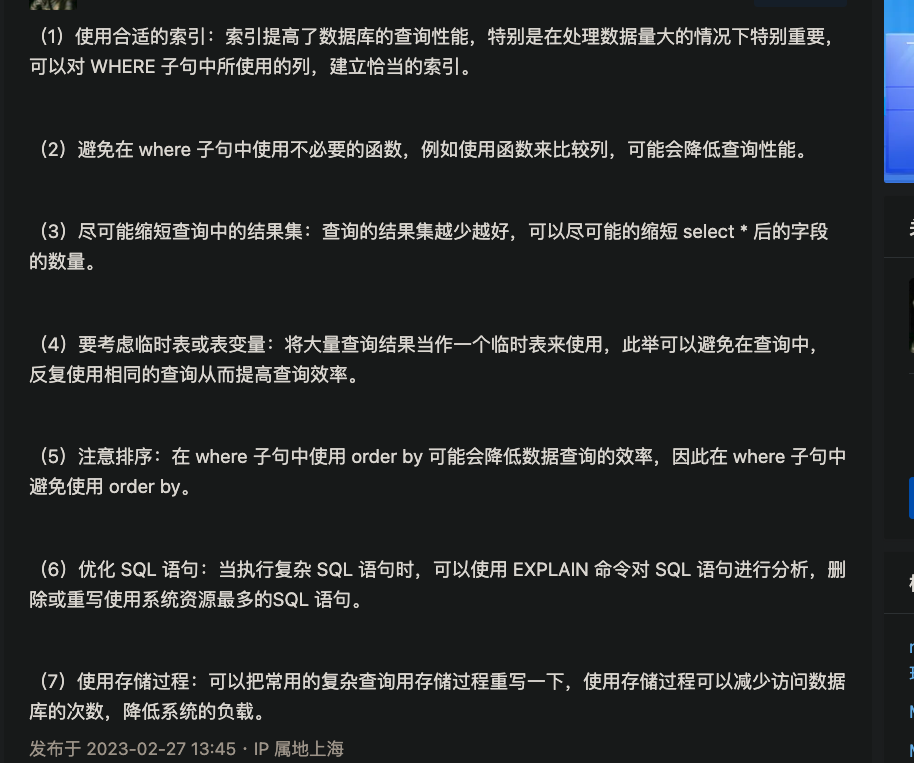 （1）使用合适的索引：索引提高了数据库的查询性能，特别是在处理数据量大的情况下特别重要，
可以对 WHERE 子句中所使用的列，建立恰当的索引。
（2）避免在 where 子句中使用不必要的函数，例如使用函数来比较列，可能会降低查询性能。
（3）尽可能缩短查询中的结果集：查询的结果集越少越好，可以尽可能的缩短 select * 后的字段
的数量。
（4）要考虑临时表或表变量：将大量查询结果当作一个临时表来使用，此举可以避免在查询中，
反复使用相同的查询从而提高查询效率。
（5）注意排序：在 where 子句中使用 order by 可能会降低数据查询的效率，因此在 where 子句中
避免使用 order by。
（6）优化 SQL 语句：当执行复杂 SQL 语句时，可以使用 EXPLAIN 命令对 SQL 语句进行分析，删
除或重写使用系统资源最多的SQL 语句。
（7）使用存储过程：可以把常用的复杂查询用存储过程重写一下，使用存储过程可以减少访问数据
库的次数，降低系统的负载。
发布于 2023-02-27 13:45 · IP 属地上海